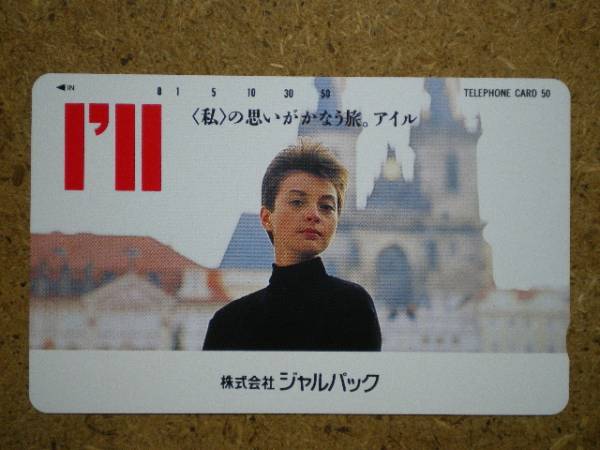 ◀IN 0 1 5 10 30 50 TELEPHONE CARD 50
I'll
〈私〉の思いがかなう旅。アイル
株式会社 ジャルパック